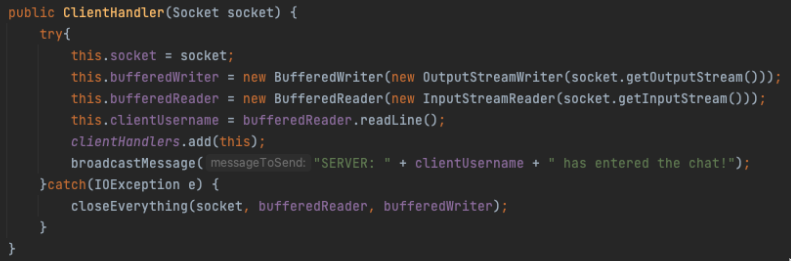 public ClientHandler(Socket socket) {
try{
this.socket = socket;
this.bufferedWriter = new BufferedWriter(new OutputStreamWriter(socket.getOutputStream()));
this.bufferedReader = new BufferedReader(new InputStreamReader(socket.getInputStream()));
this.clientUsername = bufferedReader.readLine();
clientHandlers.add(this);
broadcastMessage( messageToSend: "SERVER: " + clientUsername + " has entered the chat!");
}catch(IOException e) {
closeEverything(socket, bufferedReader, bufferedWriter);
}
}